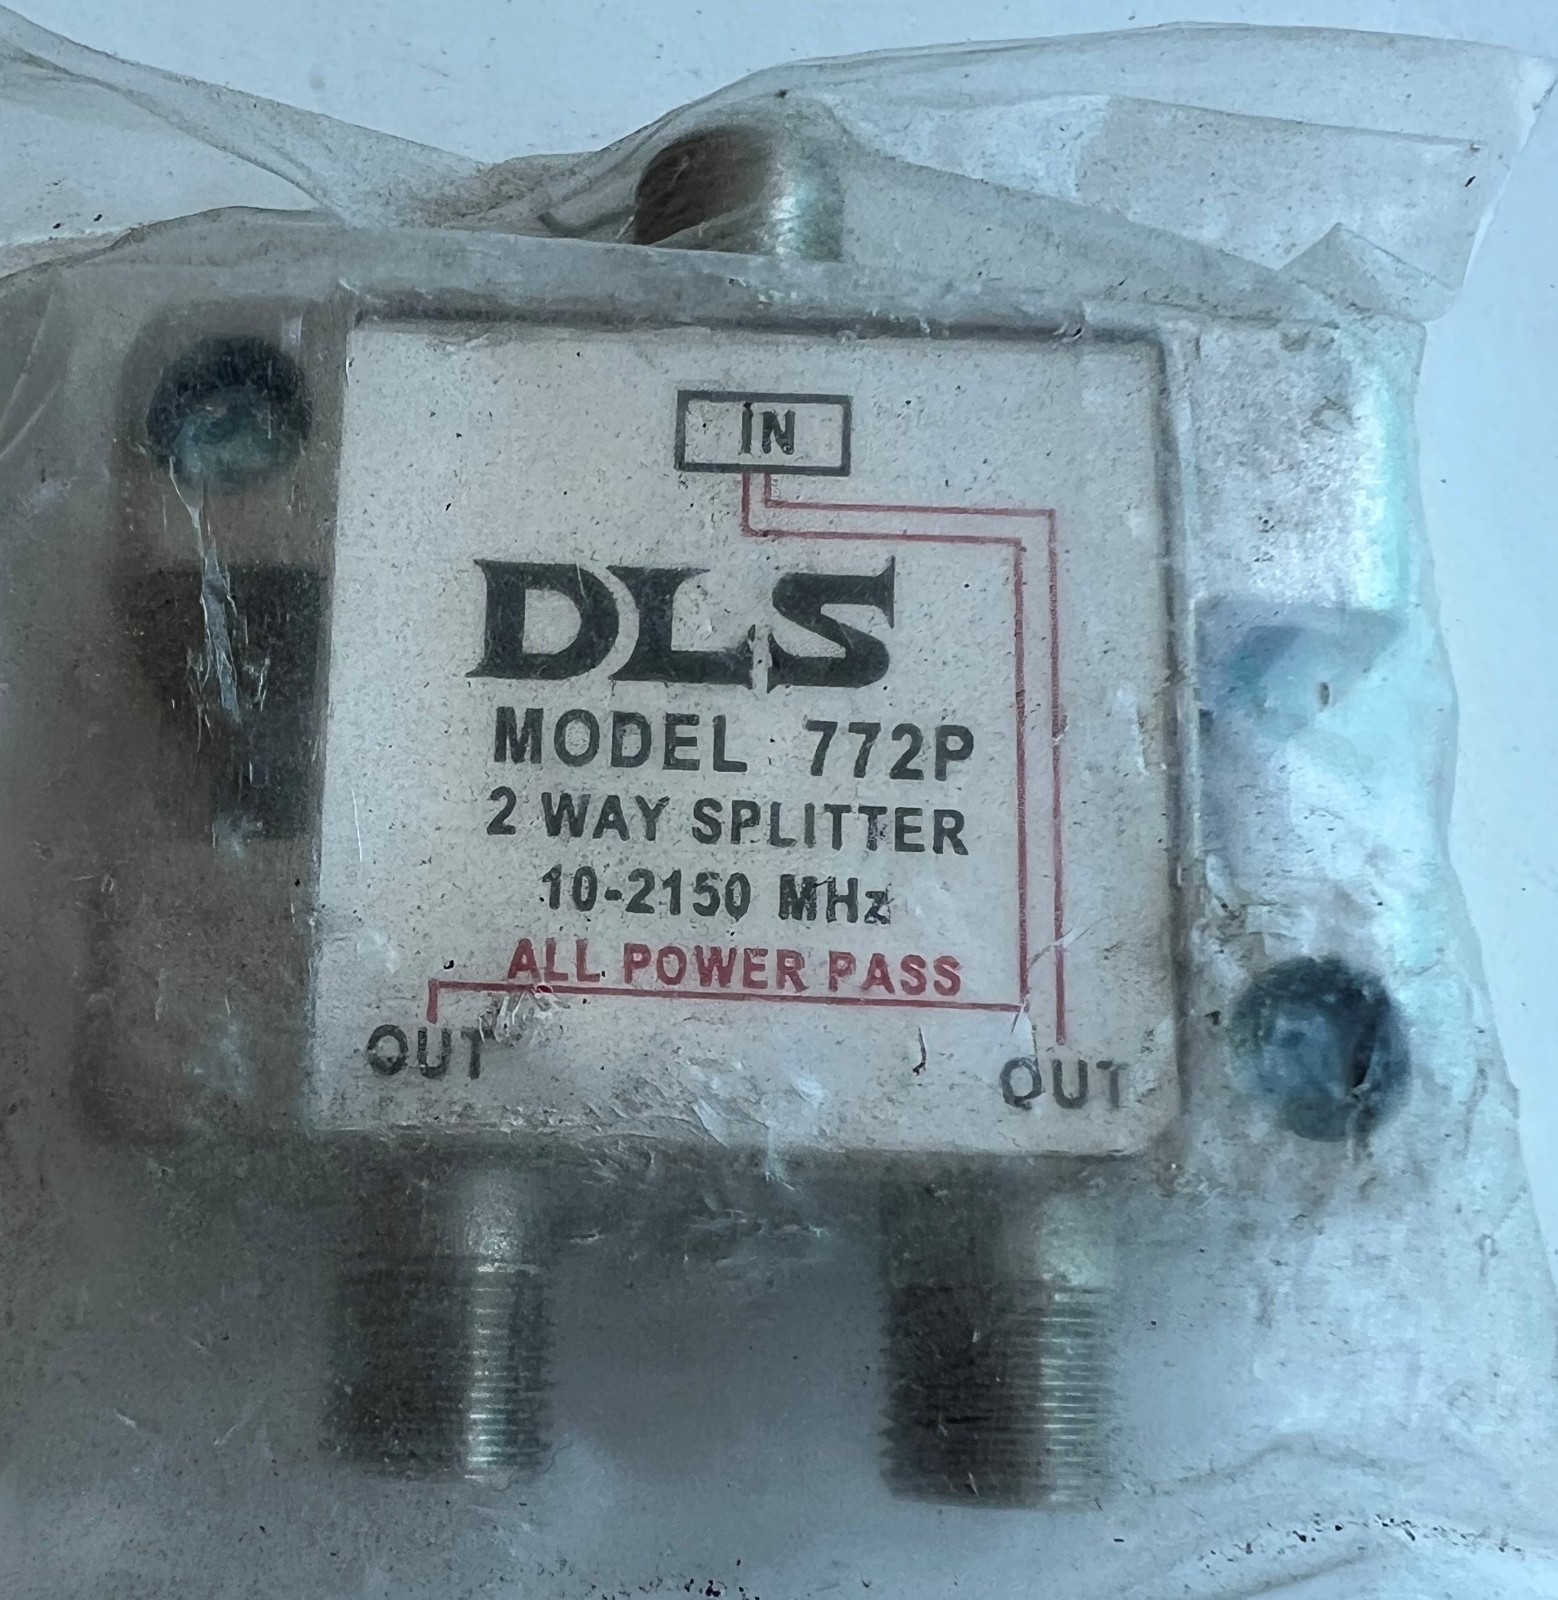 IN
DLS
MODEL 772P
2 WAY SPLITTER
10-2150 MHz
ALL POWER PASS
OUT
OUT